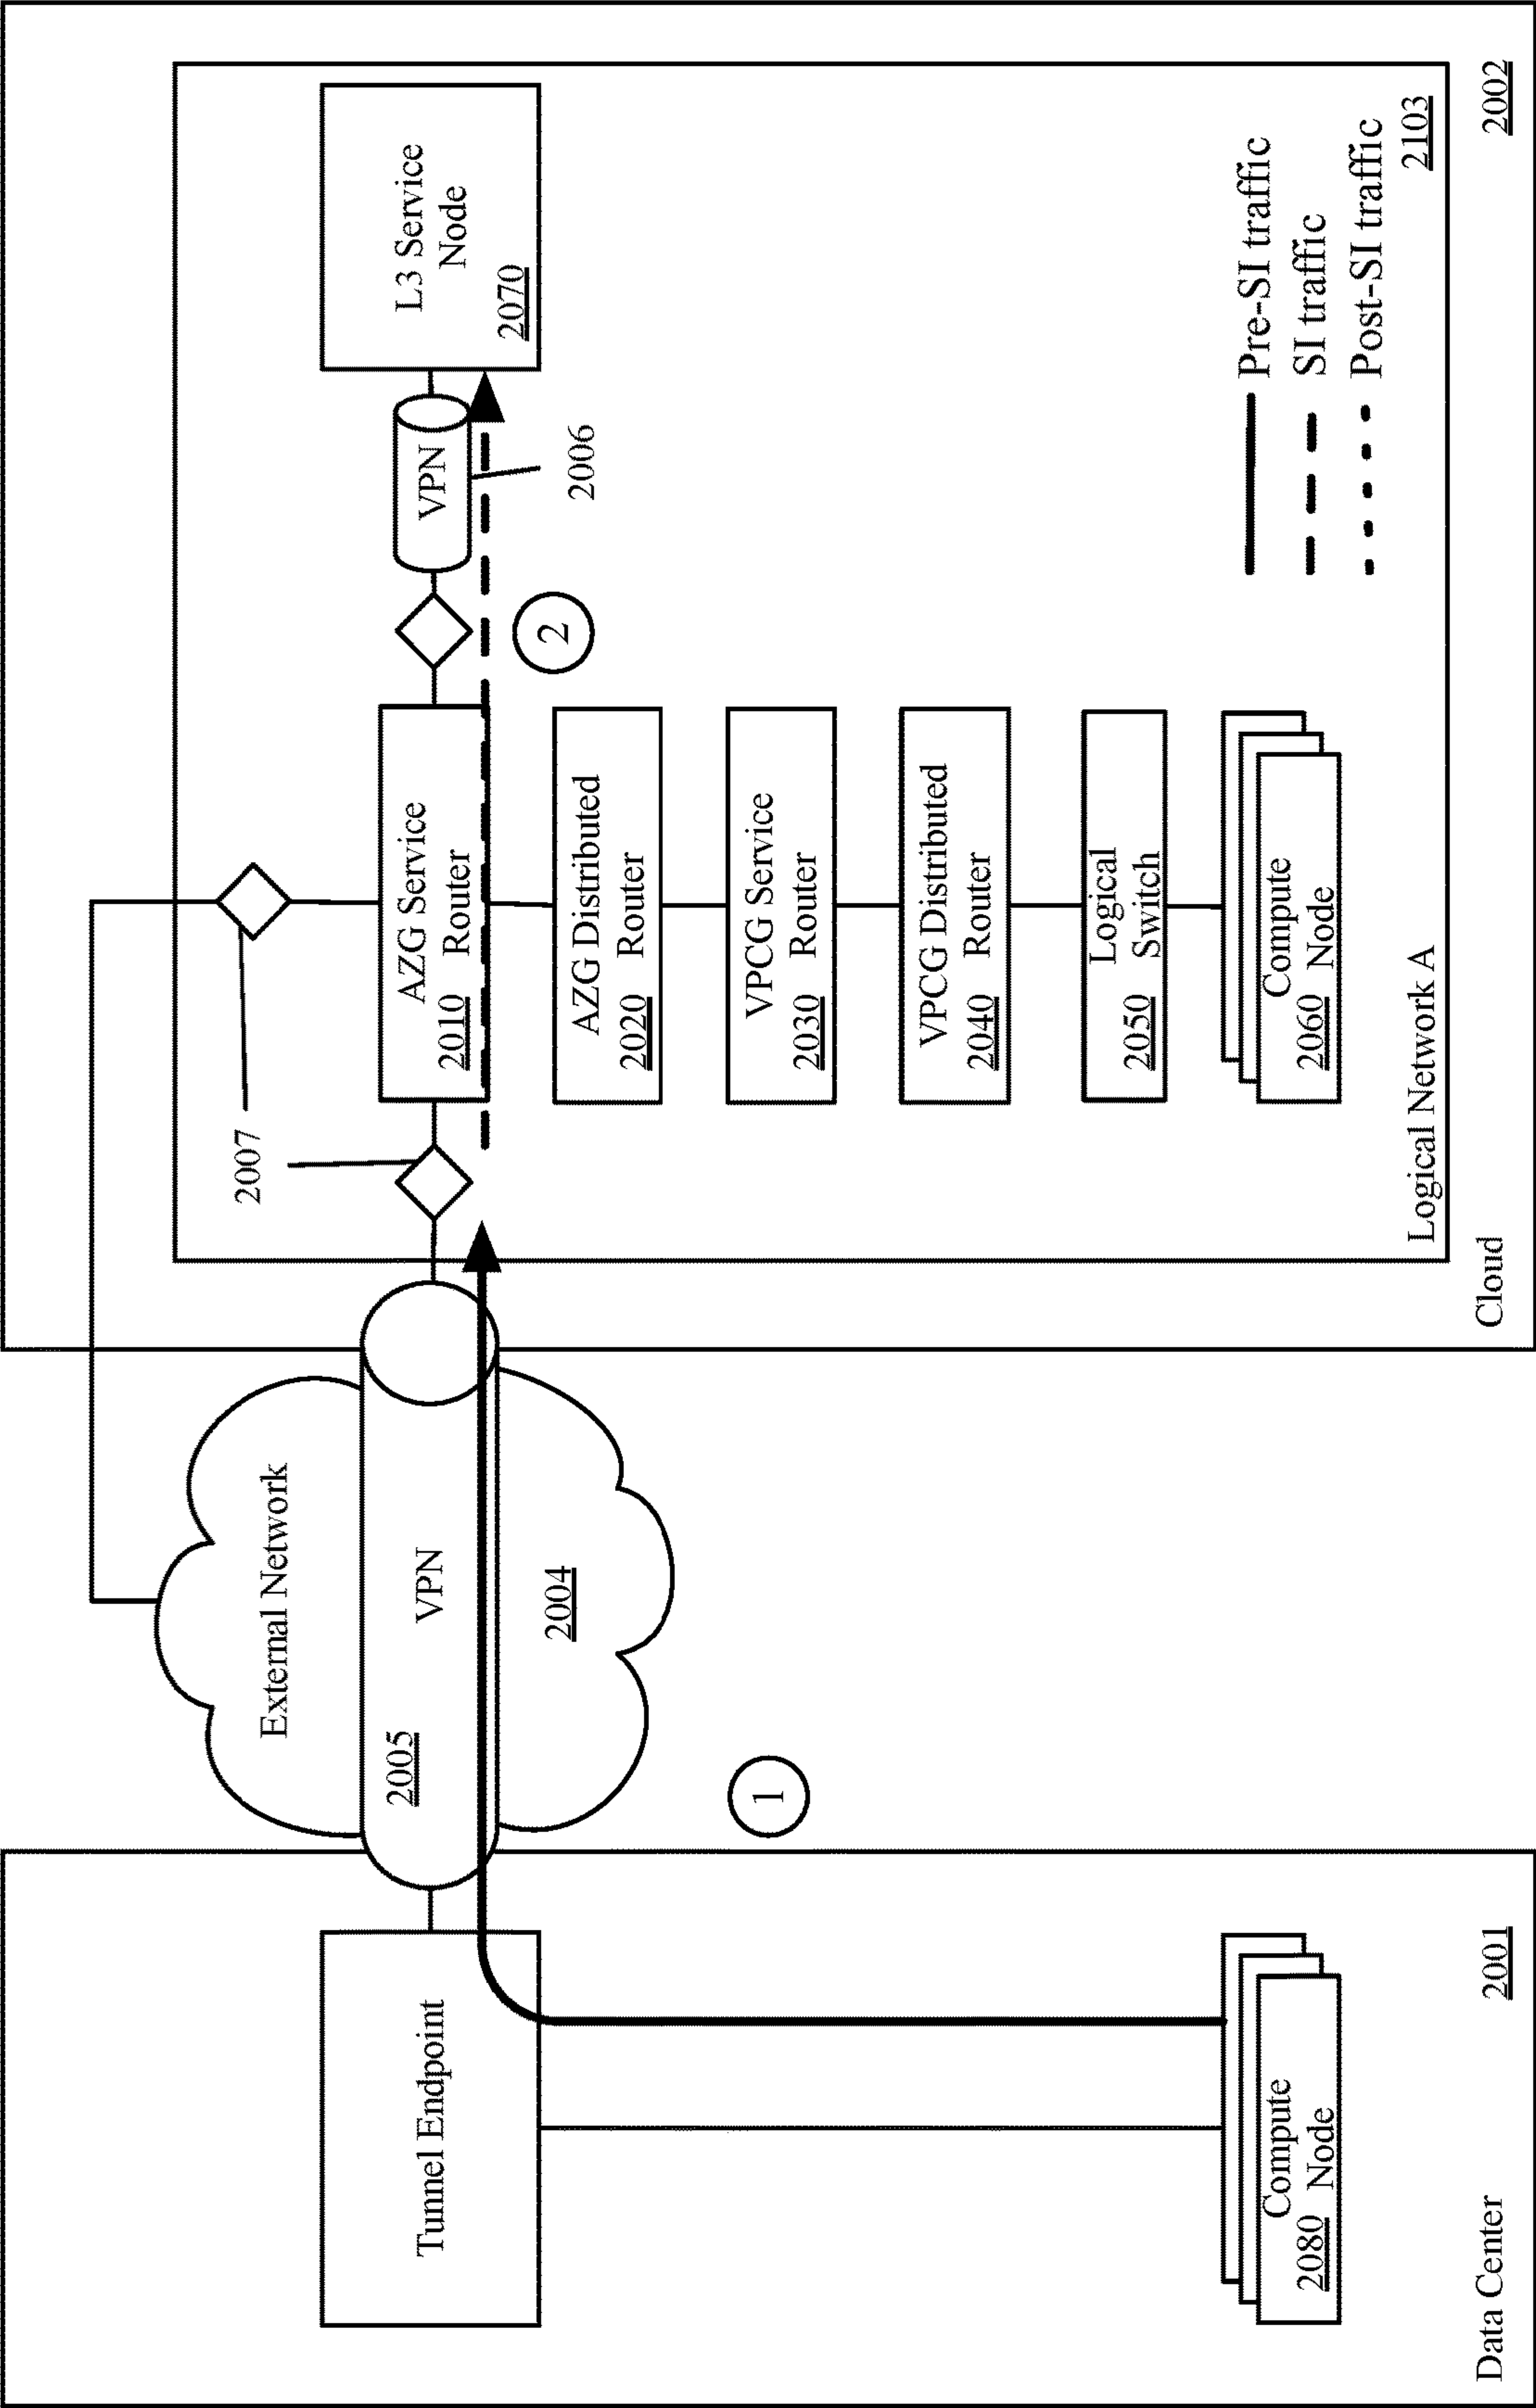 External Network
2005
VPN
2004
1
Tunnel Endpoint
Compute
2080 Node
Data Center
2001
2007
AZG Service
2010 Router
AZG Distributed
2020 Router
VPCG Service
2030 Router
VPCG Distributed
2040 Router
Logical
2050 Switch
Compute
2060 Node
2
VPN
2006
L3 Service
Node
2070
Pre-SI traffic
SI traffic
Post-SI traffic
Logical Network A
2103
Cloud
2002